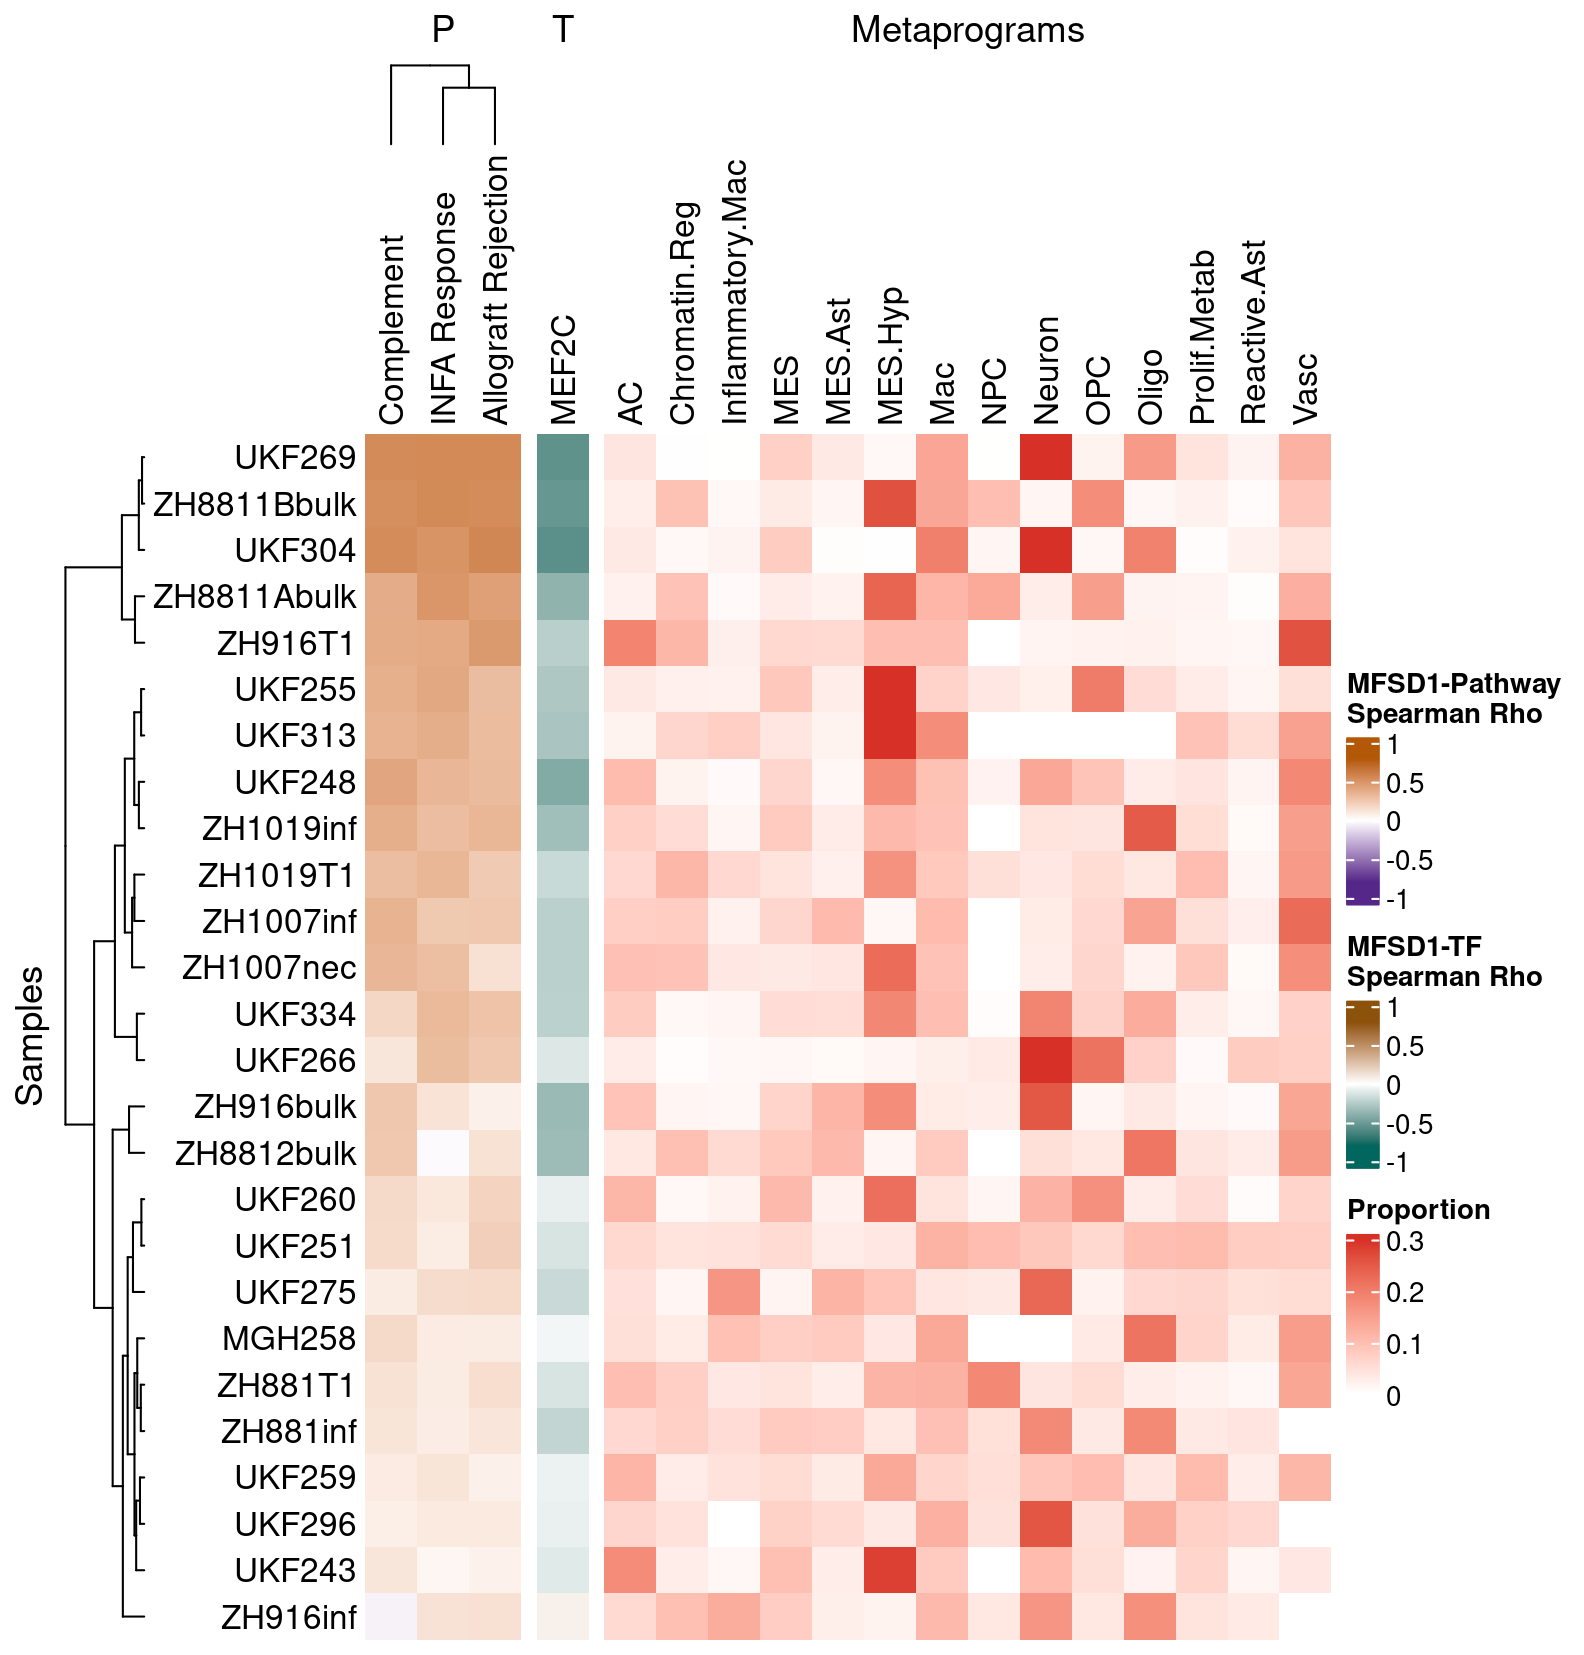 P
T
Metaprograms
Complement
INFA Response
Allograft Rejection
MEF2C
AC
Chromatin.Reg
Inflammatory.Mac
MES
MES.Ast
MES.Hyp
Mac
NPC
Neuron
OPC
Oligo
Prolif.Metab
Reactive.Ast
Vasc
Samples
UKF269
ZH8811Bbulk
UKF304
ZH8811Abulk
ZH916T1
UKF255
UKF313
UKF248
ZH1019inf
ZH1019T1
ZH1007inf
ZH1007nec
UKF334
UKF266
ZH916bulk
ZH8812bulk
UKF260
UKF251
UKF275
MGH258
ZH881T1
ZH881inf
UKF259
UKF296
UKF243
ZH916inf
MFSD1-Pathway
Spearman Rho
1
0.5
0
-0.5
-1
MFSD1-TF
Spearman Rho
1
0.5
0
-0.5
-1
Proportion
0.3
0.2
0.1
0